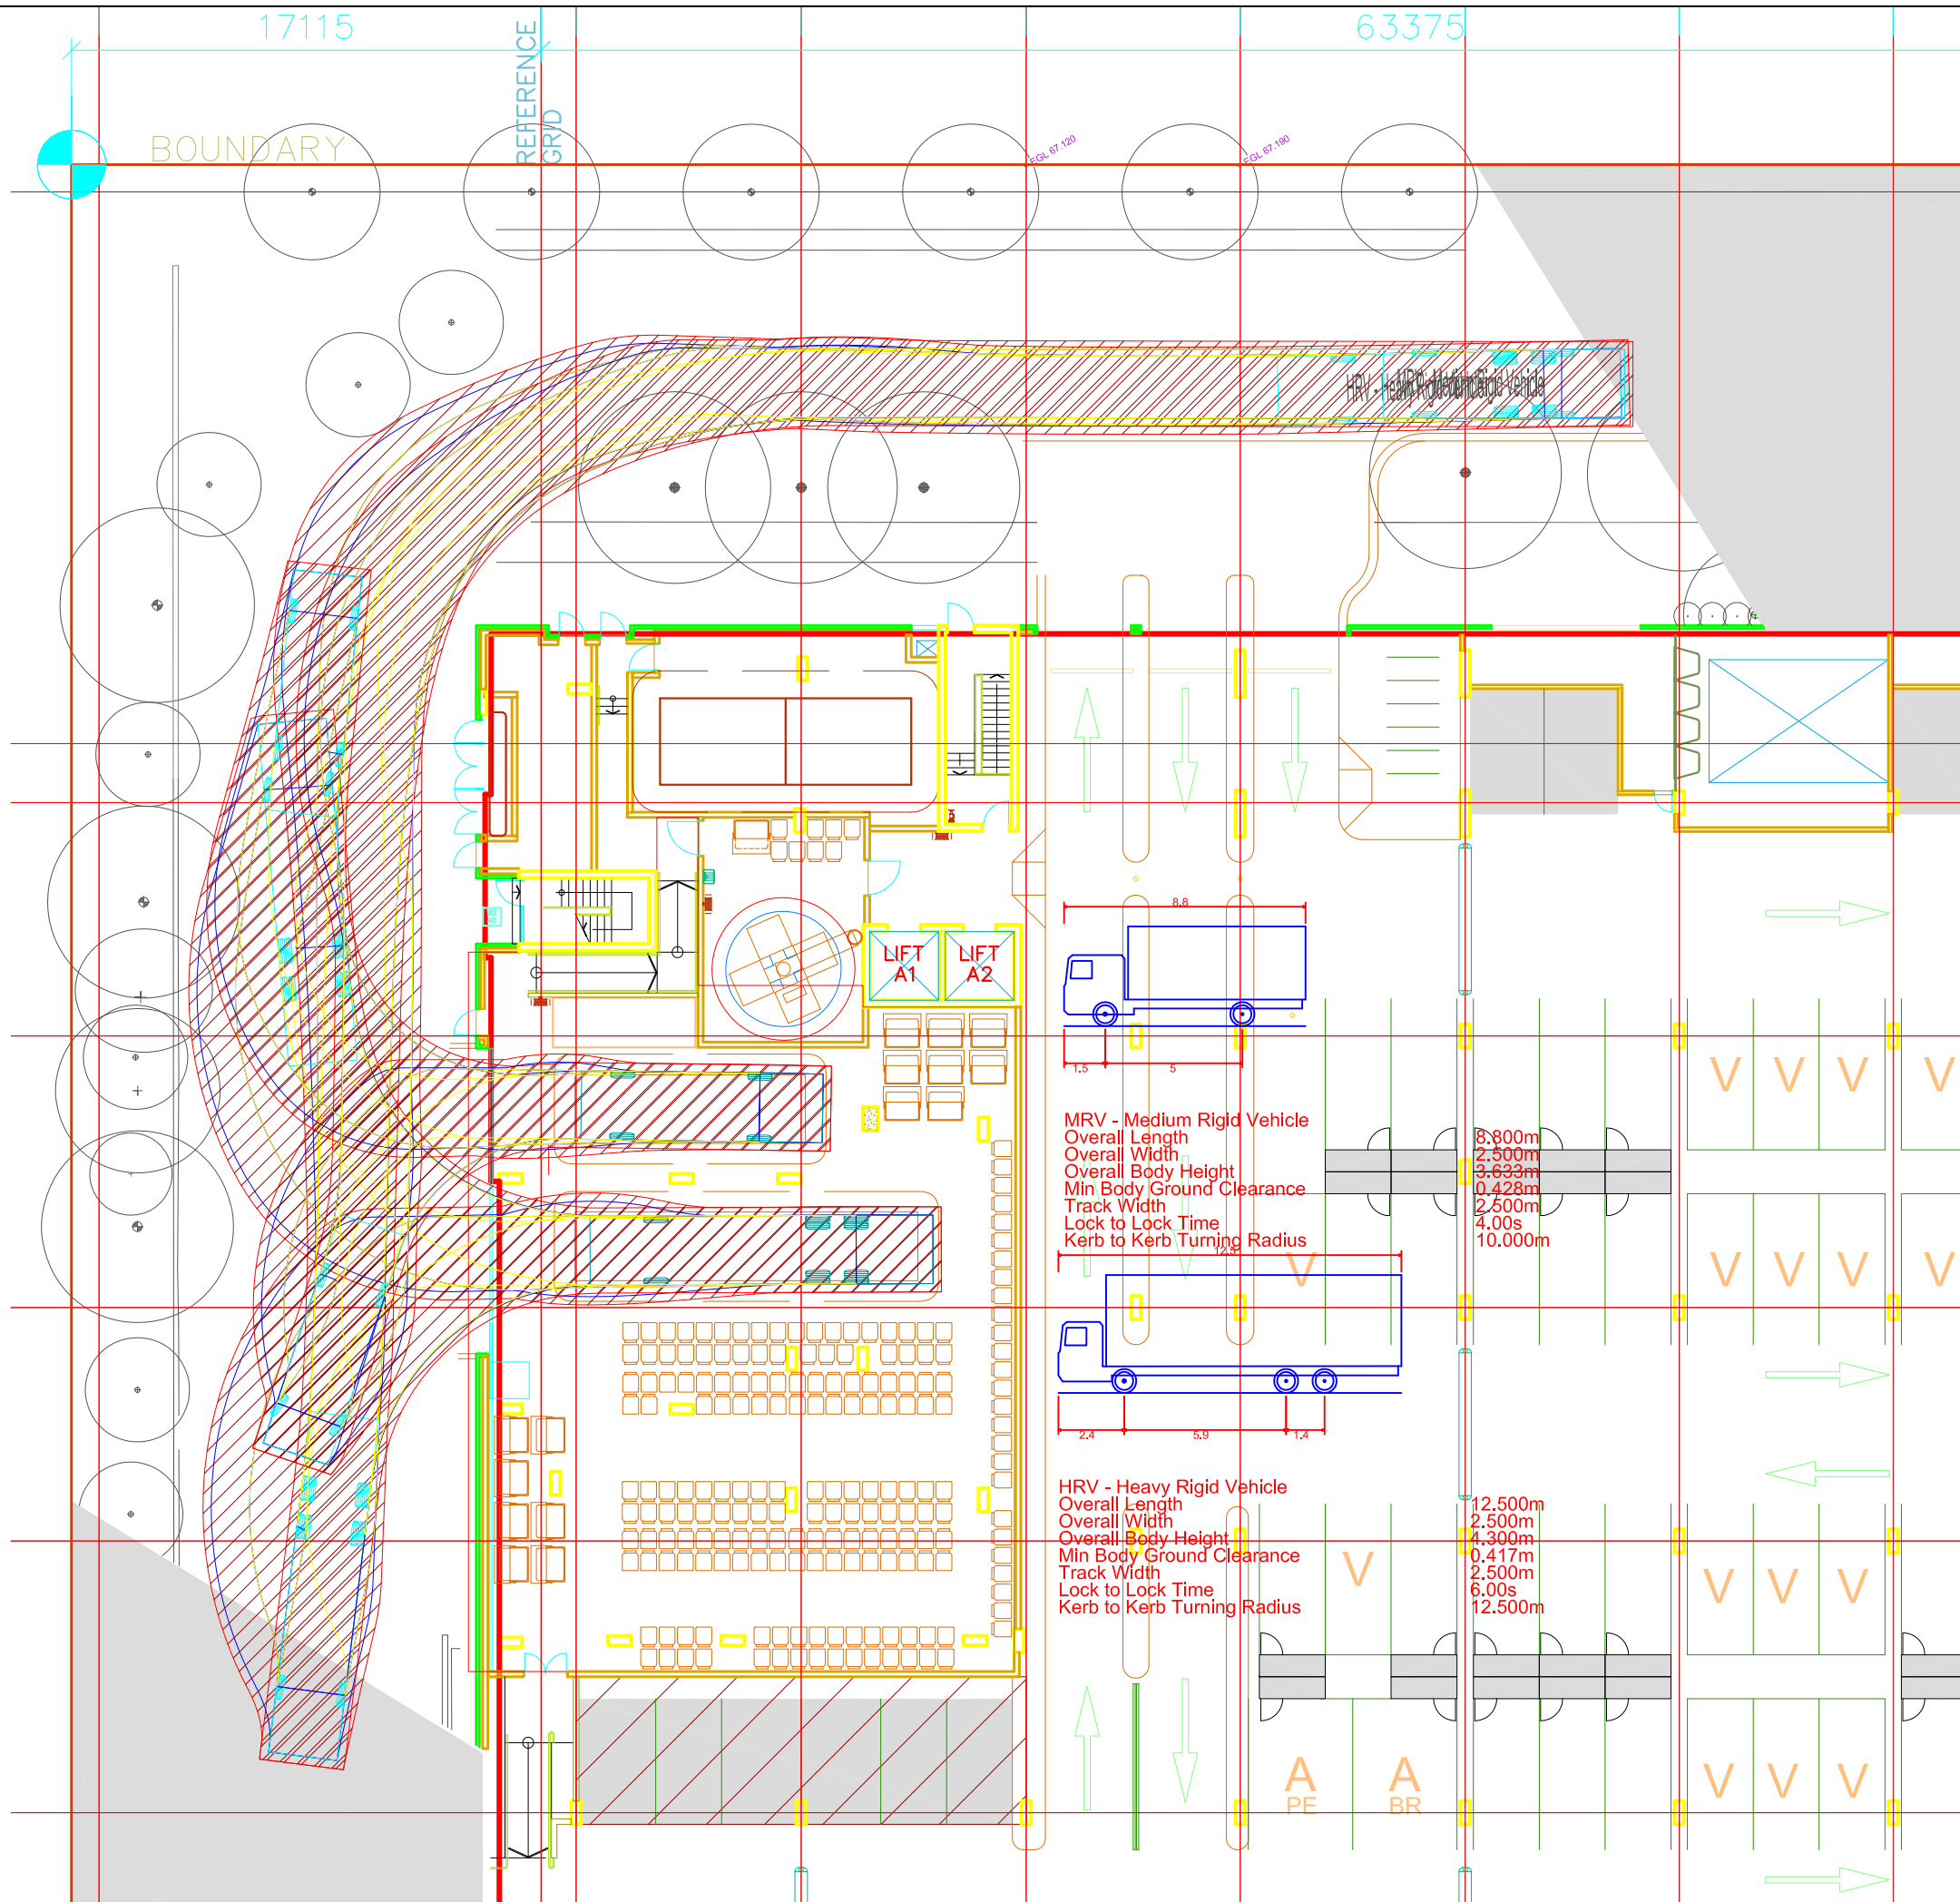 17115
63375
REFERENCE
GRID
BOUNDARY
EGL 67.120
EGL 67.190
LIFT
A1
LIFT
A2
8.8
1.5
5
MRV - Medium Rigid Vehicle
Overall Length 8.800m
Overall Width 2.500m
Overall Body Height 3.633m
Min Body Ground Clearance 0.428m
Track Width 2.500m
Lock to Lock Time 4.00s
Kerb to Kerb Turning Radius 10.000m
V V V V
12.5
V
V V V V
2.4
5.9
1.4
HRV - Heavy Rigid Vehicle
Overall Length 12.500m
Overall Width 2.500m
Overall Body Height 4.300m
Min Body Ground Clearance 0.417m
Track Width 2.500m
Lock to Lock Time 6.00s
Kerb to Kerb Turning Radius 12.500m
V
V V V
A
PE
A
BR
V V V